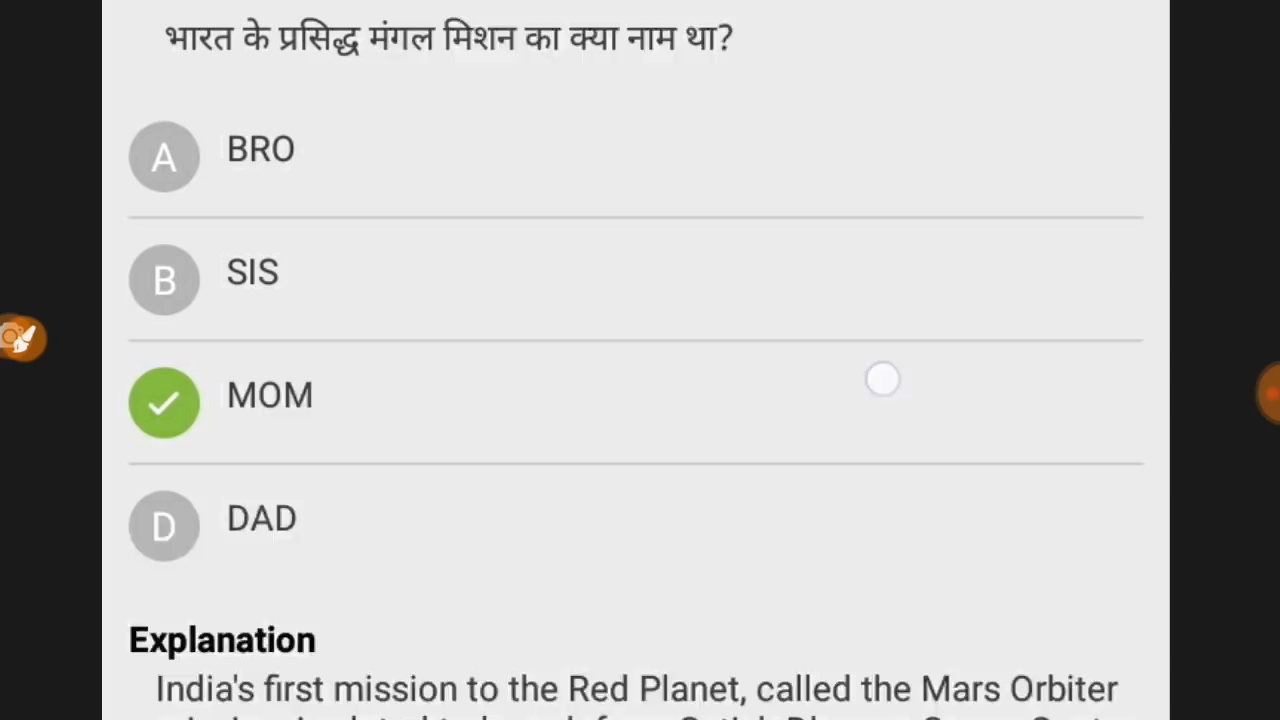 भारत के प्रसिद्ध मंगल मिशन का क्या नाम था?
A BRO
B SIS
MOM
D DAD
Explanation
India's first mission to the Red Planet, called the Mars Orbiter